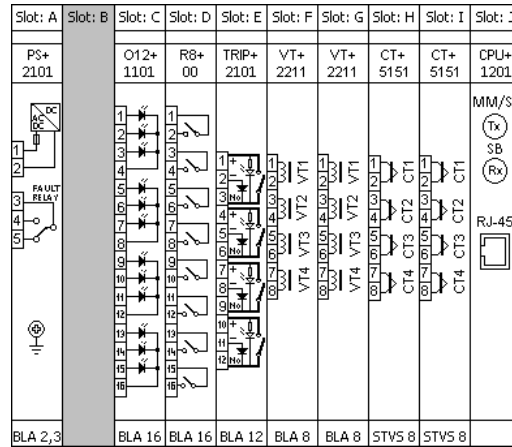 Slot: A Slot: B Slot: C Slot: D Slot: E Slot: F Slot: G Slot: H Slot: I Slot: J
PS+ O12+ R8+ TRIP+ VT+ VT+ CT+ CT+ CPU+
2101 1101 00 2101 2211 2211 5151 5151 1201
AC DC
DC
1
2
FAULT
RELAY
3
4
5
1
2
3
4
5
6
7
8
9
10
11
12
13
14
15
16
1
2
3
4
5
6
7
8
9
10
11
12
13
14
15
16
1 +
2 -
3 No
4 +
5 -
6 No
7 +
8 -
9 No
10 +
11 -
12 No
1 VT1
2
3 VT2
4
5 VT3
6
7 VT4
8
1 VT1
2
3 VT2
4
5 VT3
6
7 VT4
8
1 CT1
2
3 CT2
4
5 CT3
6
7 CT4
8
1 CT1
2
3 CT2
4
5 CT3
6
7 CT4
8
MM/S
Tx
SB
Rx
RJ-45
BLA 2,3 BLA 16 BLA 16 BLA 12 BLA 8 BLA 8 STVS 8 STVS 8